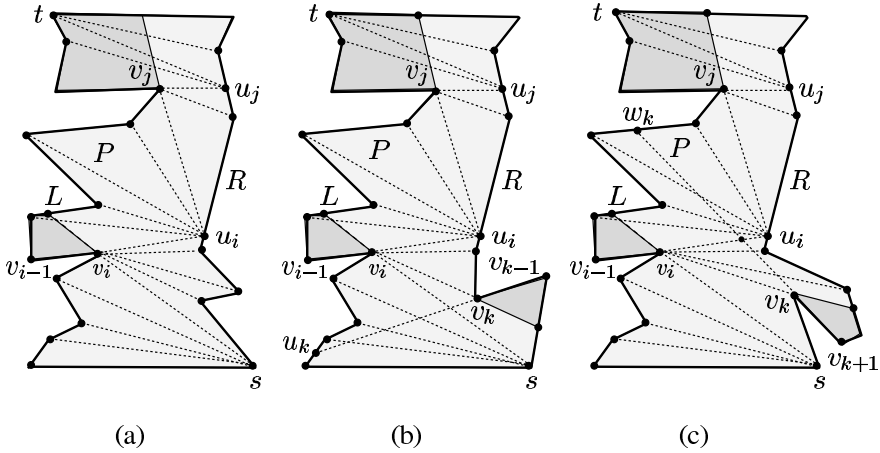 t t t
v_j v_j v_j
u_j u_j u_j
w_k
P P P
R R R
L L L
u_i u_i u_i
v_{i-1} v_i v_{i-1} v_i v_{k-1} v_{i-1} v_i
v_k v_k
u_k
v_{k+1}
s s s
(a) (b) (c)